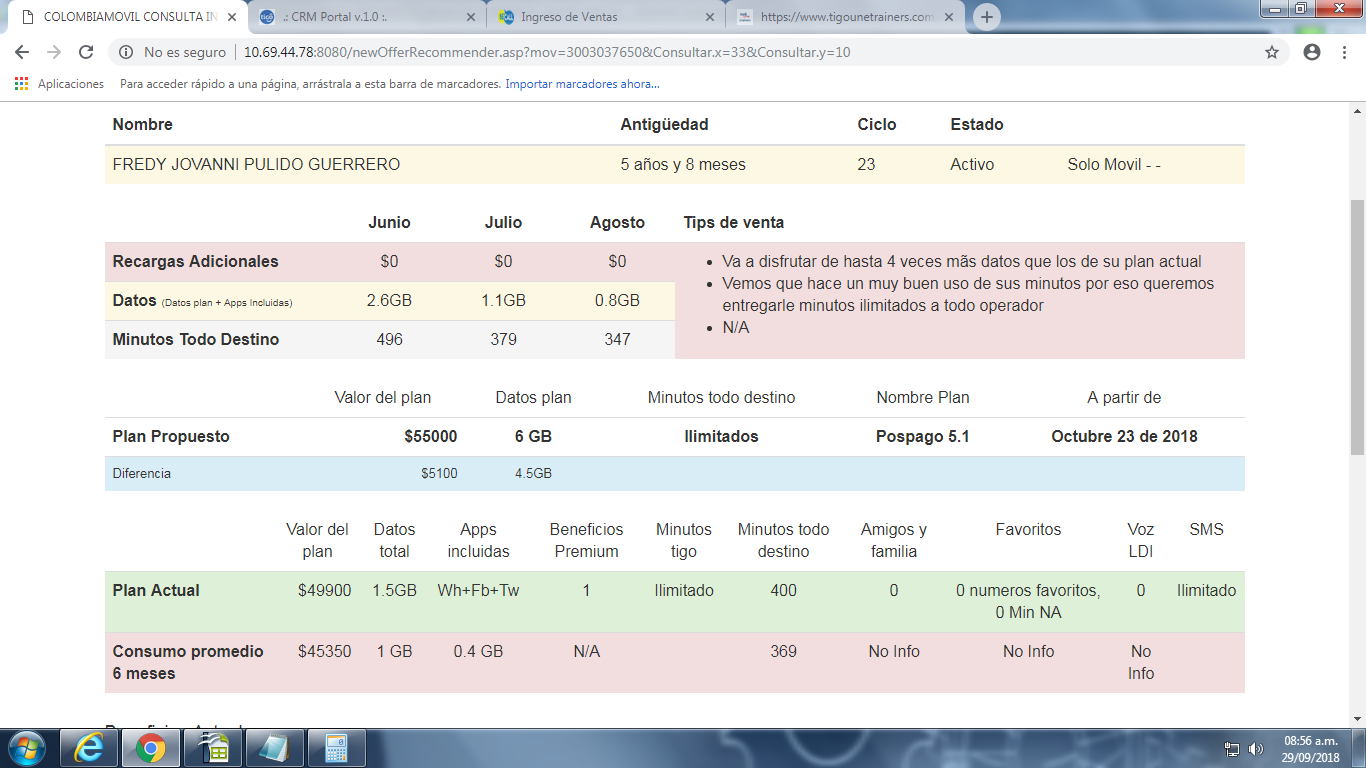 COLOMBIAMOVIL CONSULTA IN
.: CRM Portal v.1.0 :.
Ingreso de Ventas
https://www.tigounetrainers.com
No es seguro | 10.69.44.78:8080/newOfferRecommender.asp?mov=3003037650&Consultar.x=33&Consultar.y=10
Aplicaciones Para acceder rápido a una página, arrástrala a esta barra de marcadores. Importar marcadores ahora...
Nombre Antigüedad Ciclo Estado
FREDY JOVANNI PULIDO GUERRERO 5 años y 8 meses 23 Activo Solo Movil - -
Junio Julio Agosto Tips de venta
Recargas Adicionales $0 $0 $0
Datos (Datos plan + Apps Incluidas) 2.6GB 1.1GB 0.8GB
Minutos Todo Destino 496 379 347
Va a disfrutar de hasta 4 veces mãs datos que los de su plan actual
Vemos que hace un muy buen uso de sus minutos por eso queremos
entregarle minutos ilimitados a todo operador
N/A
Valor del plan Datos plan Minutos todo destino Nombre Plan A partir de
Plan Propuesto $55000 6 GB Ilimitados Pospago 5.1 Octubre 23 de 2018
Diferencia $5100 4.5GB
Valor del Datos Apps Beneficios Minutos Minutos todo Amigos y Favoritos Voz SMS
plan total incluidas Premium tigo destino familia LDI
Plan Actual $49900 1.5GB Wh+Fb+Tw 1 Ilimitado 400 0 0 numeros favoritos, 0 Ilimitado
0 Min NA
Consumo promedio $45350 1 GB 0.4 GB N/A 369 No Info No Info No
6 meses Info
08:56 a.m.
29/09/2018